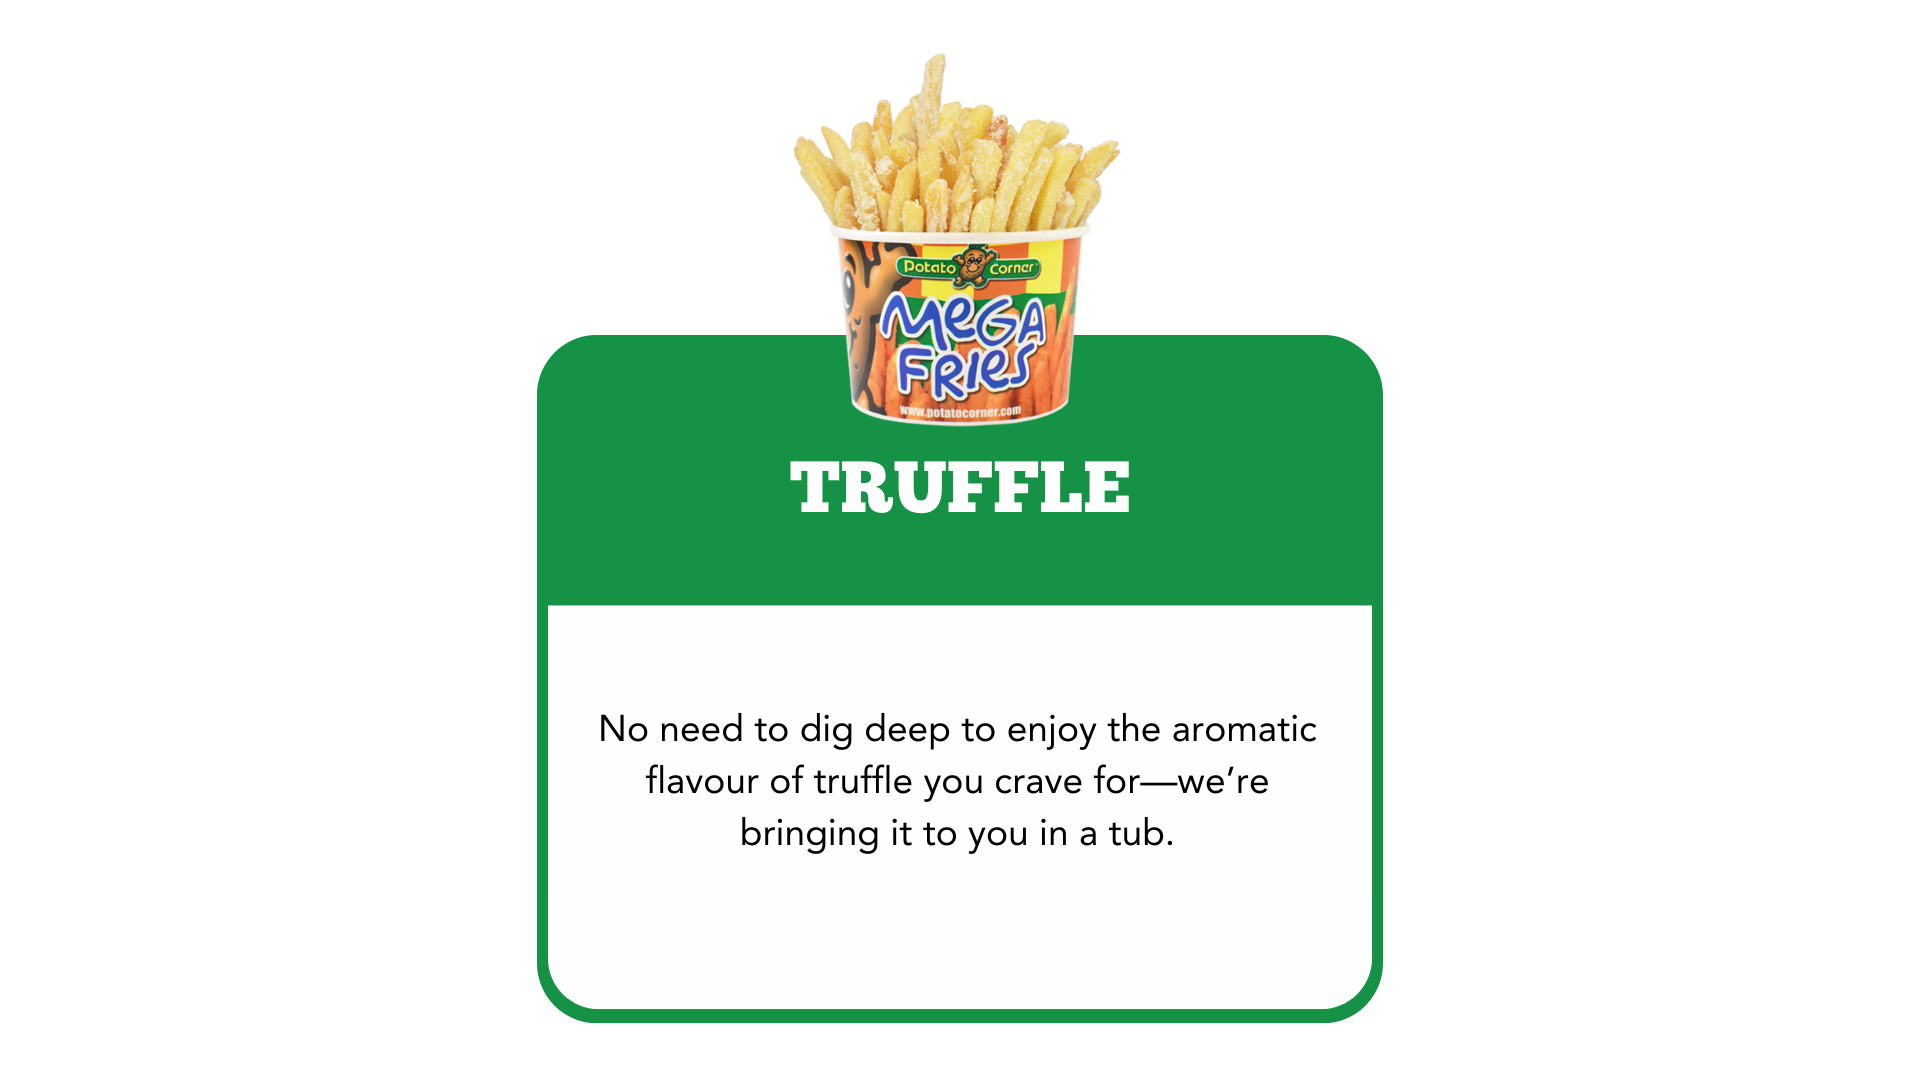 Potato Corner
MeGA
FRIes
www.potatocorner.com
TRUFFLE
No need to dig deep to enjoy the aromatic
flavour of truffle you crave for—we’re
bringing it to you in a tub.